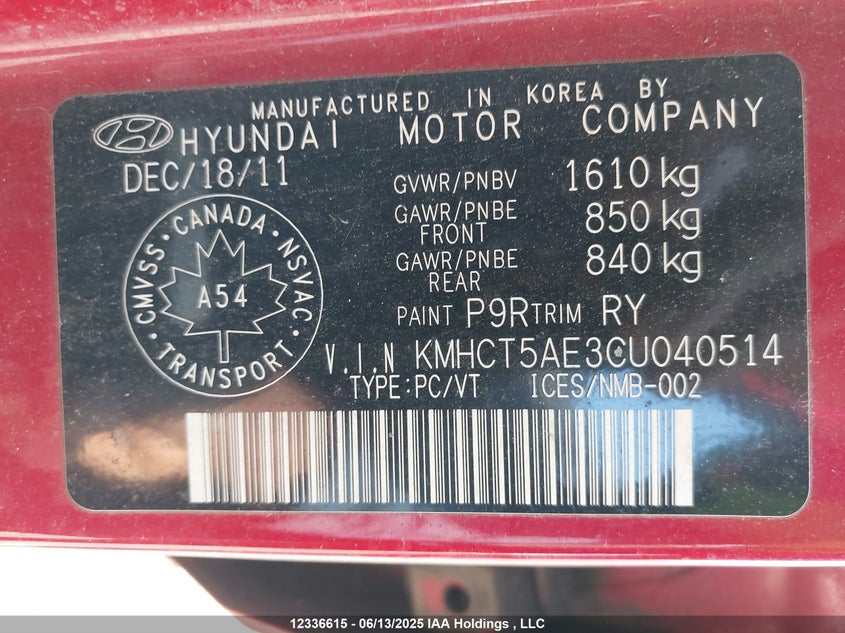 MANUFACTURED IN KOREA BY
HYUNDAI MOTOR COMPANY
DEC/18/11
GVWR/PNBV 1610 kg
GAWR/PNBE FRONT 850 kg
GAWR/PNBE REAR 840 kg
PAINT P9R TRIM RY
CMVSS · CANADA · NSVAC · TRANSPORT ·
A54
V.I.N KMHCT5AE3CU040514
TYPE:PC/VT ICES/NMB-002
12336615 - 06/13/2025 IAA Holdings , LLC